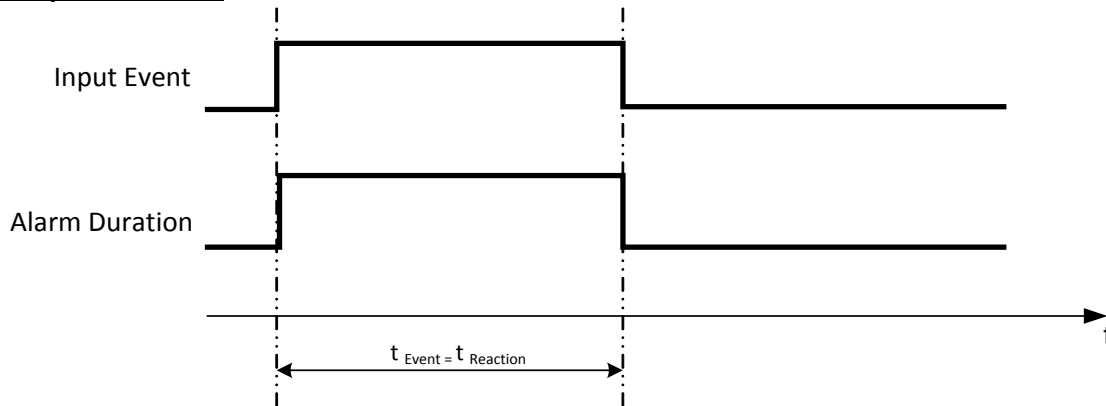 Input Event
Alarm Duration
t
t Event = t Reaction